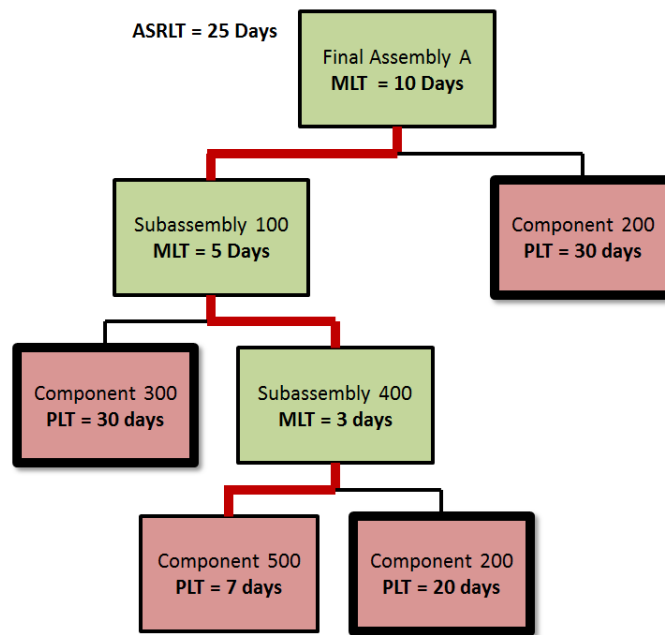 ASRLT = 25 Days
Final Assembly A
MLT = 10 Days
Subassembly 100
MLT = 5 Days
Component 200
PLT = 30 days
Component 300
PLT = 30 days
Subassembly 400
MLT = 3 days
Component 500
PLT = 7 days
Component 200
PLT = 20 days